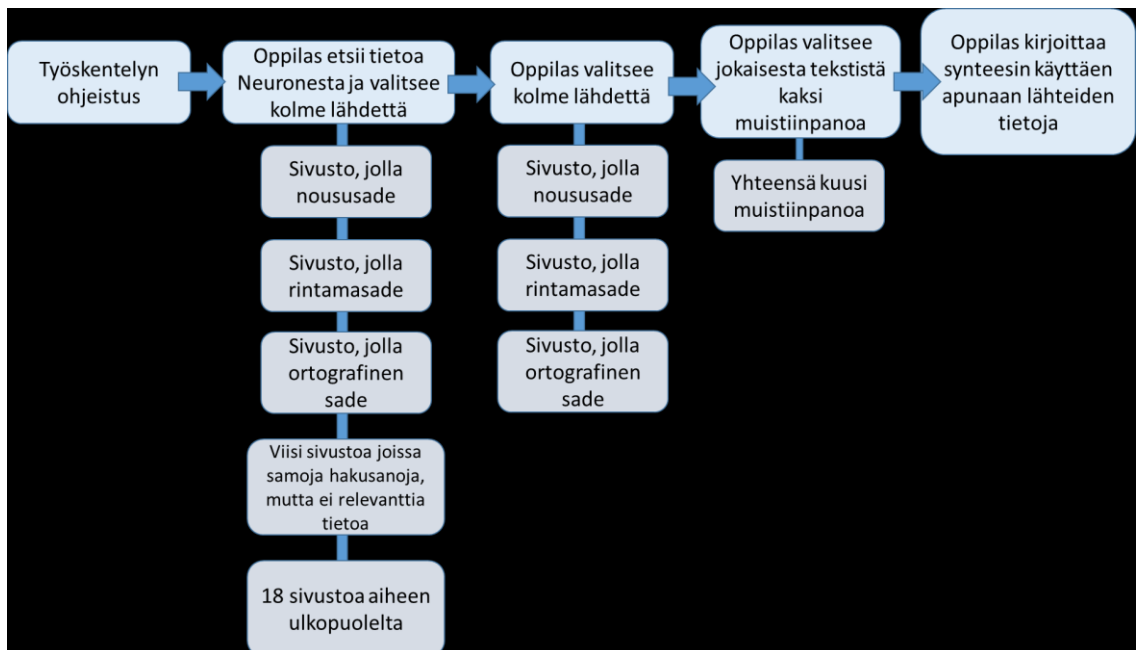 Työskentelyn
ohjeistus
Oppilas etsii tietoa
Neuronesta ja valitsee
kolme lähdettä
Oppilas valitsee
kolme lähdettä
Oppilas valitsee
jokaisesta tekstistä
kaksi
muistiinpanoa
Oppilas kirjoittaa
synteesin käyttäen
apunaan lähteiden
tietoja
Sivusto, jolla
noususade
Sivusto, jolla
rintamasade
Sivusto, jolla
ortografinen
sade
Viisi sivustoa joissa
samoja hakusanoja,
mutta ei relevanttia
tietoa
18 sivustoa aiheen
ulkopuolelta
Sivusto, jolla
noususade
Sivusto, jolla
rintamasade
Sivusto, jolla
ortografinen
sade
Yhteensä kuusi
muistiinpanoa